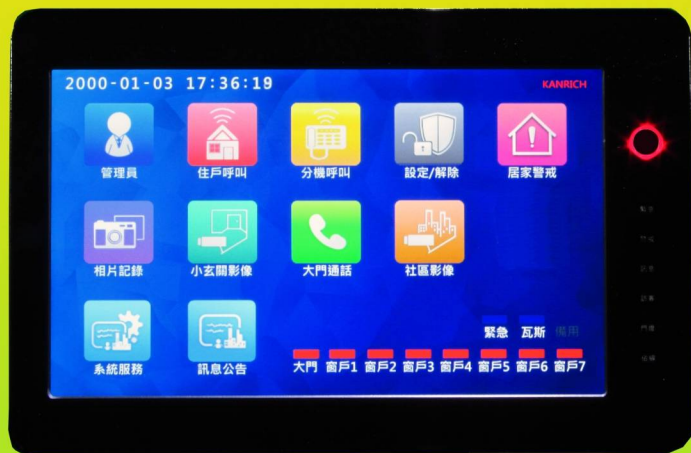 2000-01-03 17:36:19
KANRICH
管理員 住戶呼叫 分機呼叫 設定/解除 居家警戒
相片記錄 小玄關影像 大門通話 社區影像
緊急 瓦斯 備用
系統服務 訊息公告 大門 窗戶1 窗戶2 窗戶3 窗戶4 窗戶5 窗戶6 窗戶7